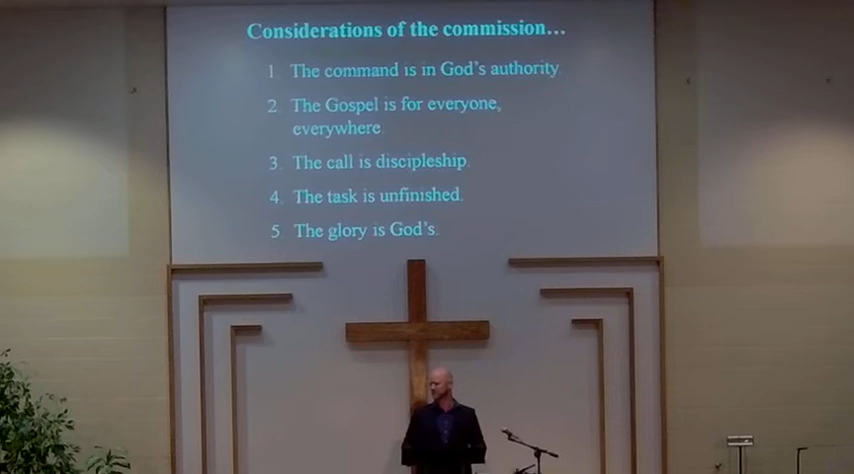 Considerations of the commission…
1. The command is in God's authority.
2. The Gospel is for everyone,
everywhere.
3. The call is discipleship.
4. The task is unfinished.
5. The glory is God's.